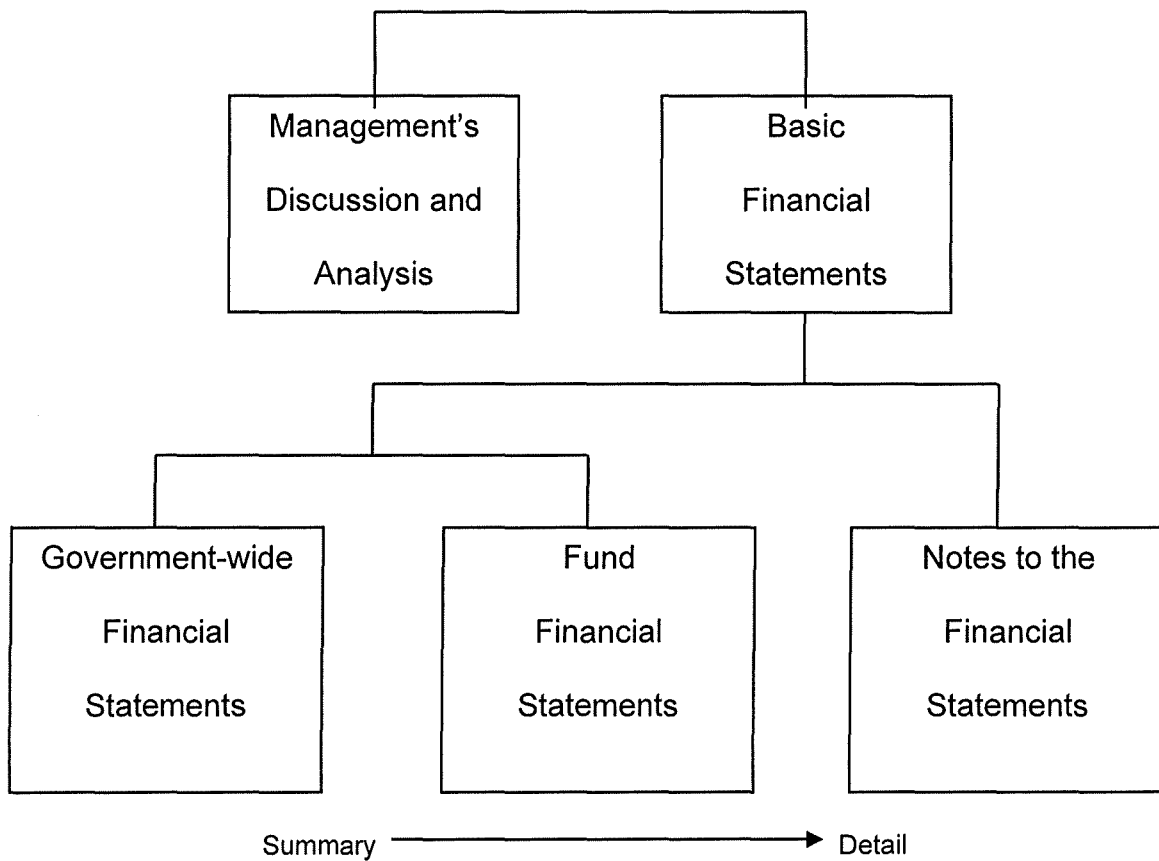 Management's
Discussion and
Analysis
Basic
Financial
Statements
Government-wide
Financial
Statements
Fund
Financial
Statements
Notes to the
Financial
Statements
Summary
Detail